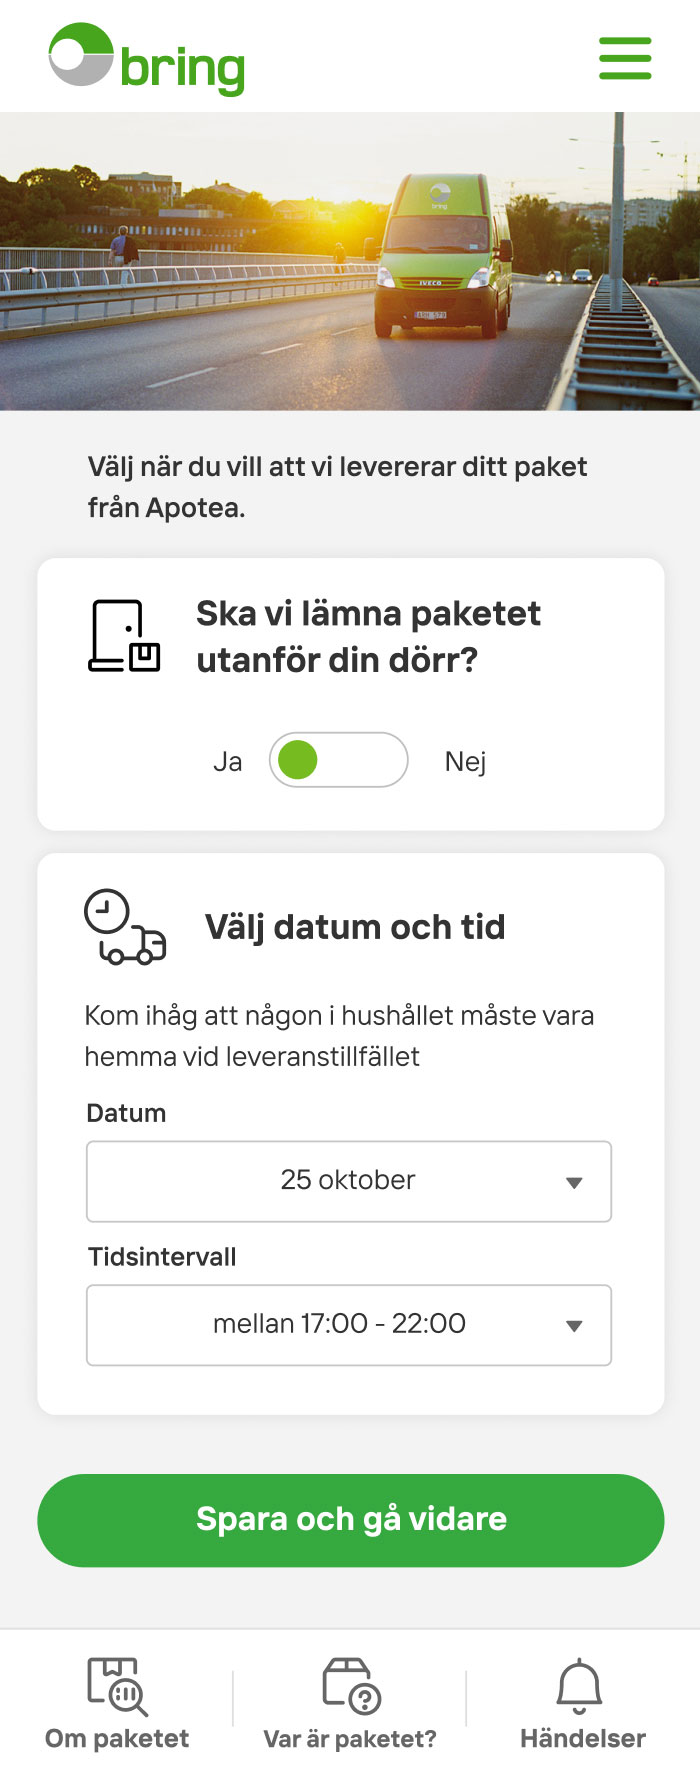 bring
bring
IVECO
Välj när du vill att vi levererar ditt paket
från Apotea.
Ska vi lämna paketet
utanför din dörr?
Ja Nej
Välj datum och tid
Kom ihåg att någon i hushållet måste vara
hemma vid leveranstillfället
Datum
25 oktober
Tidsintervall
mellan 17:00 - 22:00
Spara och gå vidare
Om paketet
Var är paketet?
Händelser